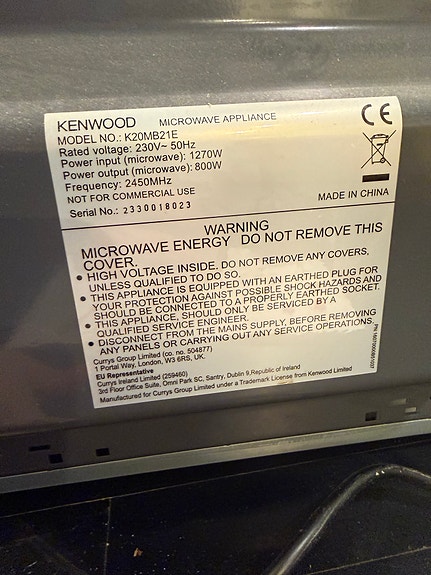 KENWOOD MICROWAVE APPLIANCE
MODEL NO.: K20MB21E
Rated voltage: 230V~ 50Hz
Power input (microwave): 1270W
Power output (microwave): 800W
Frequency: 2450MHz
NOT FOR COMMERCIAL USE
MADE IN CHINA
Serial No.: 2330018023
CE
WARNING
MICROWAVE ENERGY DO NOT REMOVE THIS
COVER.
• HIGH VOLTAGE INSIDE. DO NOT REMOVE ANY COVERS,
UNLESS QUALIFIED TO DO SO.
• THIS APPLIANCE IS EQUIPPED WITH AN EARTHED PLUG FOR
YOUR PROTECTION AGAINST POSSIBLE SHOCK HAZARDS AND
SHOULD BE CONNECTED TO A PROPERLY EARTHED SOCKET.
• THIS APPLIANCE, SHOULD ONLY BE SERVICED BY A
QUALIFIED SERVICE ENGINEER.
• DISCONNECT FROM THE MAINS SUPPLY, BEFORE REMOVING
ANY PANELS OR CARRYING OUT ANY SERVICE OPERATIONS.
Currys Group Limited (co. no. 504877)
1 Portal Way, London, W3 6RS, UK.
EU Representative
Currys Ireland Limited (259460)
3rd Floor Office Suite, Omni Park SC, Santry, Dublin 9, Republic of Ireland
Manufactured for Currys Group Limited under a Trademark License from Kenwood Limited